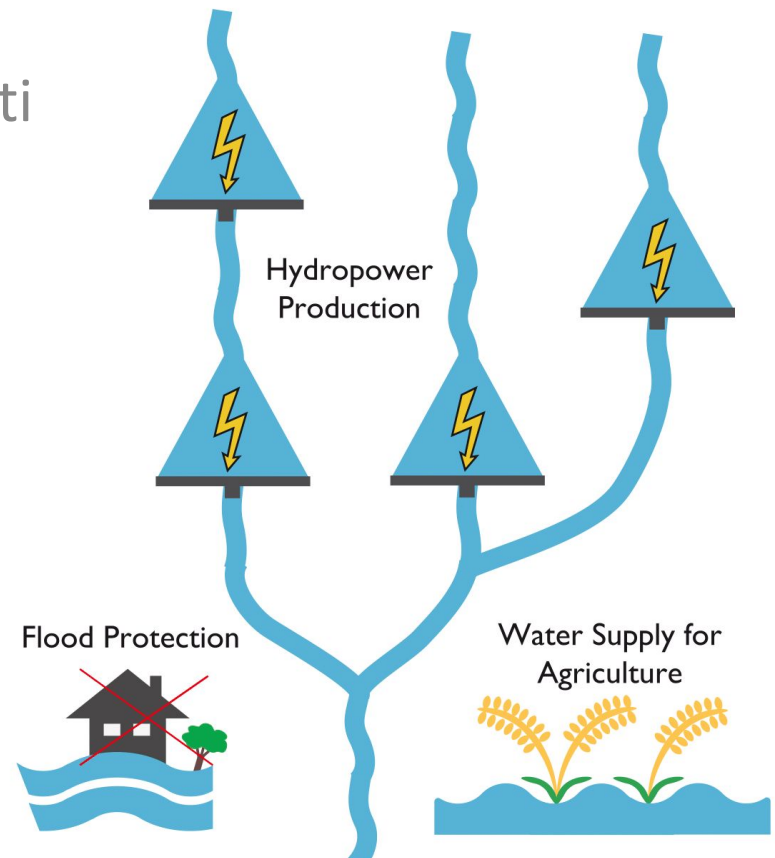 ti
Hydropower
Production
Flood Protection
Water Supply for
Agriculture